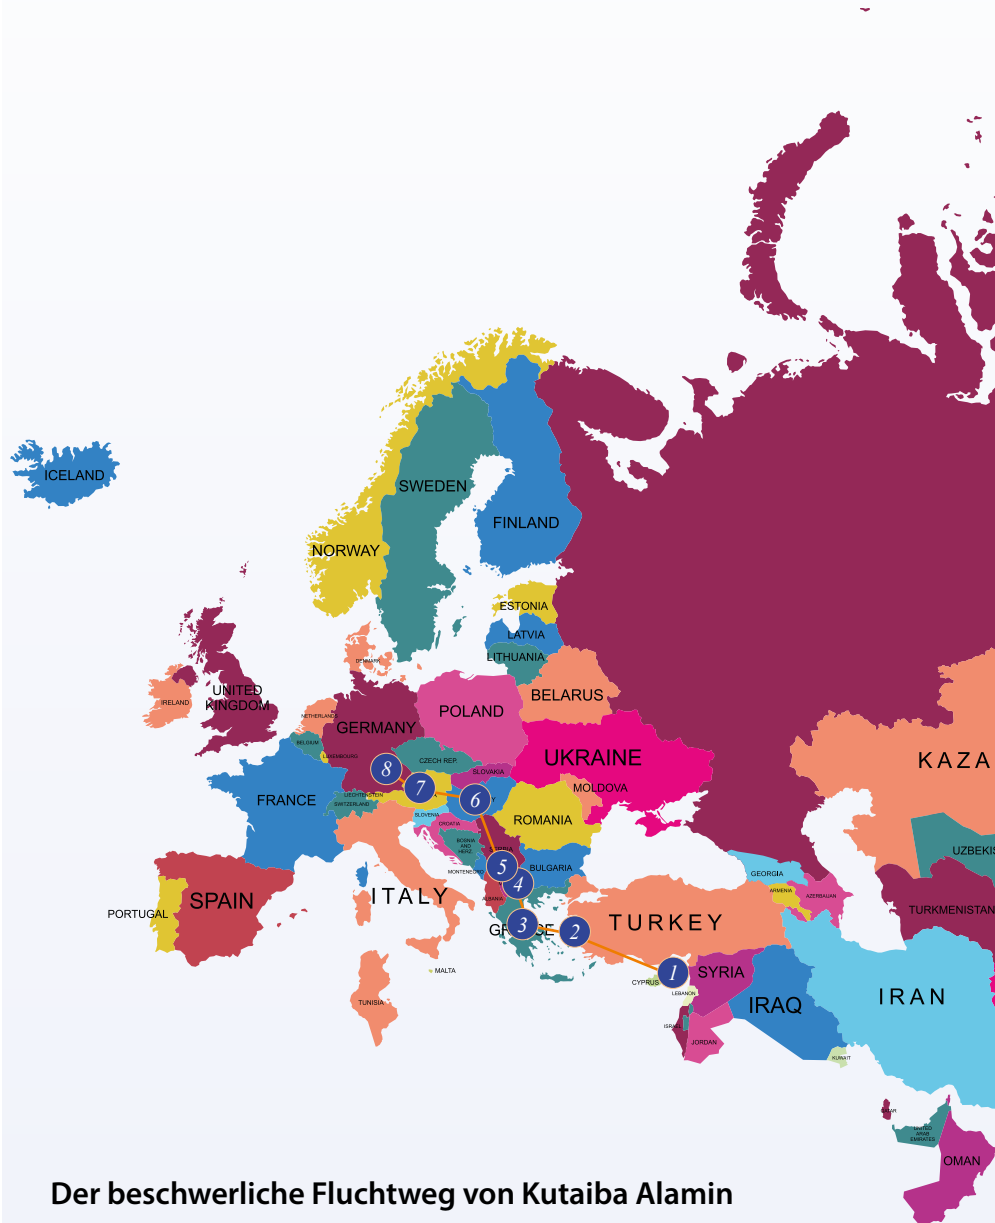 ICELAND
SWEDEN
FINLAND
NORWAY
ESTONIA
LATVIA
LITHUANIA
DENMARK
BELARUS
UNITED
KINGDOM
IRELAND
NETHERLANDS
POLAND
GERMANY
BELGIUM
LUXEMBOURG
CZECH REP.
UKRAINE
KAZA
SLOVAKIA
8
7
6
MOLDOVA
LIECHTENSTEIN
SWITZERLAND
FRANCE
SLOVENIA
ROMANIA
CROATIA
BOSNIA
AND
HERZ.
UZBEKIS
MONTENEGRO
5
4
BULGARIA
GEORGIA
ARMENIA
AZERBAIJAN
ALBANIA
SPAIN
ITALY
PORTUGAL
TURKMENISTAN
3
2
TURKEY
MALTA
1
SYRIA
CYPRUS
LEBANON
TUNISIA
IRAQ
IRAN
ISRAEL
JORDAN
KUWAIT
QATAR
UNITED
ARAB
EMIRATES
OMAN
Der beschwerliche Fluchtweg von Kutaiba Alamin